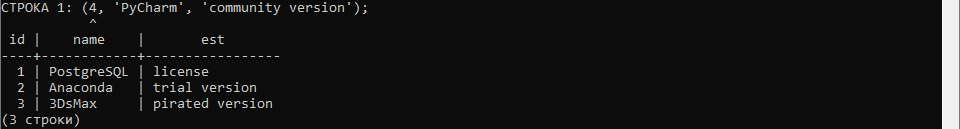 СТРОКА 1: (4, 'PyCharm', 'community version');
           ^
 id |    name    |       est
----+------------+-----------------
  1 | PostgreSQL | license
  2 | Anaconda   | trial version
  3 | 3DsMax     | pirated version
(3 строки)